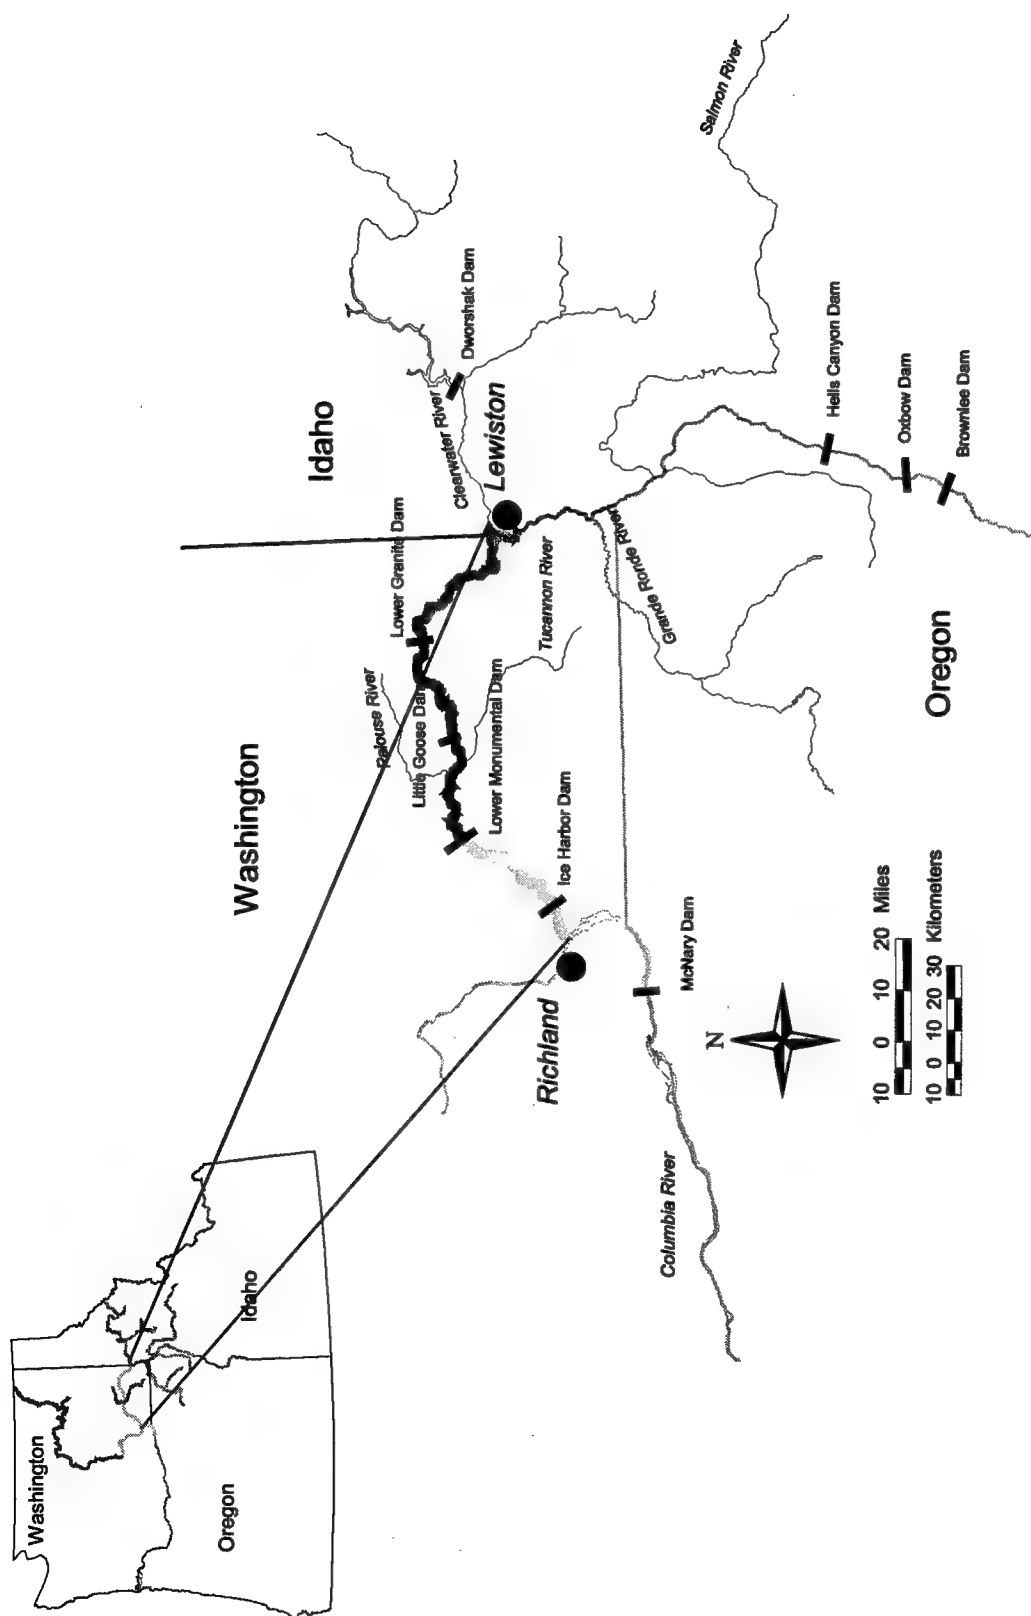 Washington
Oregon
Idaho
Washington
Idaho
Oregon
Palouse River
Lower Granite Dam
Clearwater River
Dworshak Dam
Lewiston
Little Goose Dam
Tucannon River
Lower Monumental Dam
Ice Harbor Dam
Richland
Grande Ronde River
Salmon River
McNary Dam
Columbia River
Hells Canyon Dam
Oxbow Dam
Brownlee Dam
N
10 0 10 20 Miles
10 0 10 20 30 Kilometers